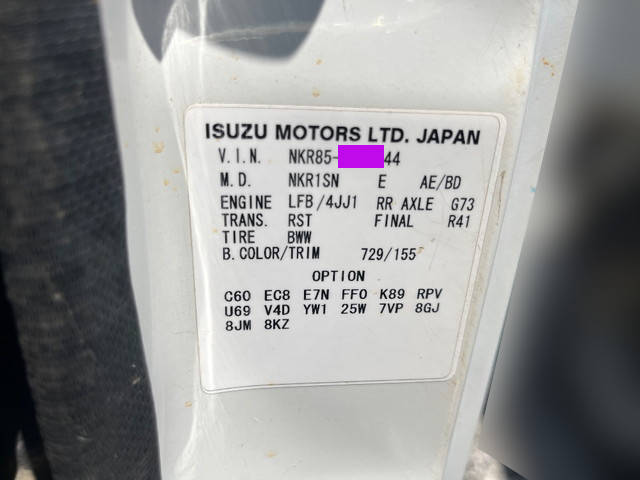 ISUZU MOTORS LTD. JAPAN
V.I.N. NKR85- 44
M.D. NKR1SN E AE/BD
ENGINE LFB/4JJ1 RR AXLE G73
TRANS. RST FINAL R41
TIRE BWW
B.COLOR/TRIM 729/155
OPTION
C60 EC8 E7N FF0 K89 RPV
U69 V4D YW1 25W 7VP 8GJ
8JM 8KZ